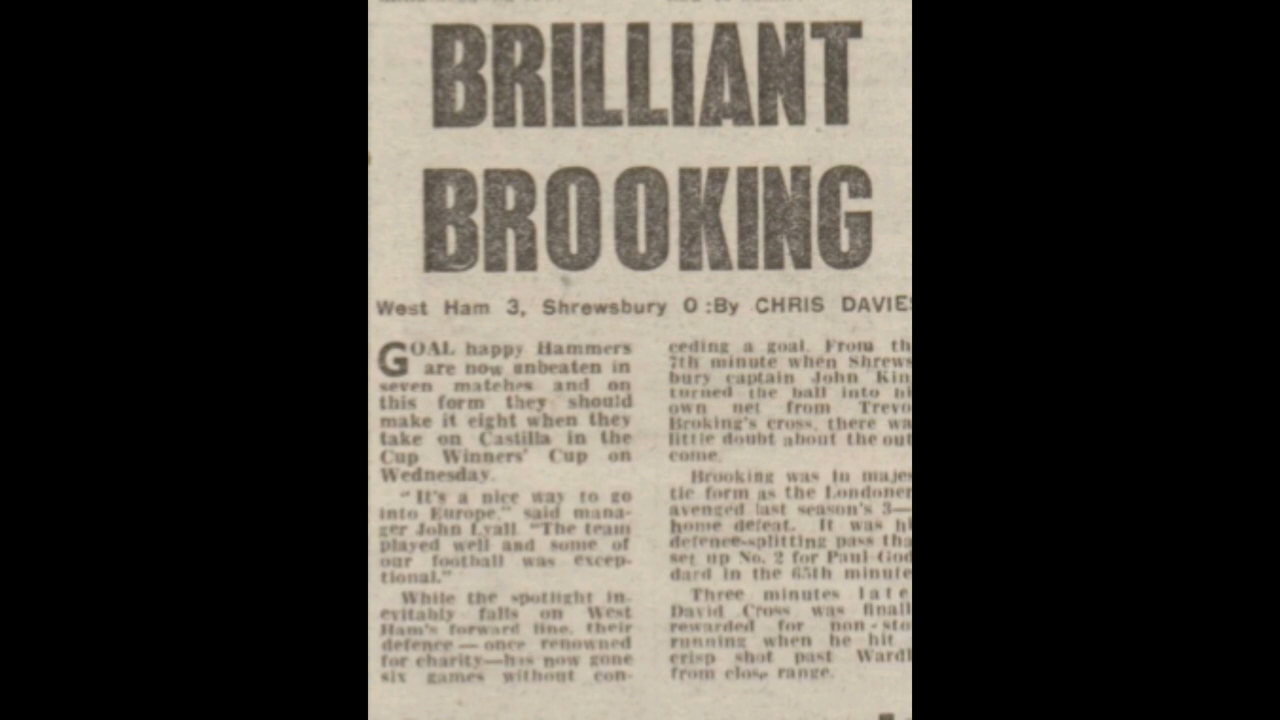 BRILLIANT
BROOKING
West Ham 3, Shrewsbury 0 :By CHRIS DAVIES
GOAL happy Hammers
are now unbeaten in
seven matches and on
this form they should
make it eight when they
take on Castilla in the
Cup Winners' Cup on
Wednesday.
"It's a nice way to go
into Europe," said mana-
ger John Lyall. "The team
played well and some of
our football was excep-
tional."
While the spotlight in-
evitably falls on West
Ham's forward line, their
defence — once renowned
for charity—has now gone
six games without con-
ceding a goal. From th
7th minute when Shrews
bury captain John Kin
turned the ball into hi
own net from Trevo
Broking's cross, there wa
little doubt about the out
come.
Brooking was in majes
tic form as the Londoner
avenged last season's 3—
home defeat. It was hi
defence-splitting pass tha
set up No. 2 for Paul God
dard in the 65th minute
Three minutes late
David Cross was finall
rewarded for non-sto
running when he hit
crisp shot past Wardl
from close range.